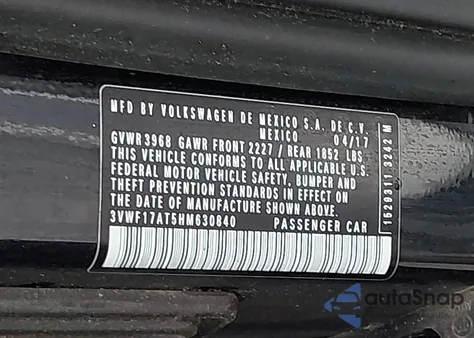 MFD BY VOLKSWAGEN DE MEXICO S.A. DE C.V.
MEXICO 04/17
GVWR 3968 GAWR FRONT 2227 / REAR 1852 LBS
THIS VEHICLE CONFORMS TO ALL APPLICABLE U.S.
FEDERAL MOTOR VEHICLE SAFETY, BUMPER AND
THEFT PREVENTION STANDARDS IN EFFECT ON
THE DATE OF MANUFACTURE SHOWN ABOVE.
3VWF17AT5HM630840 PASSENGER CAR
1529311 3242 M
autoSnap